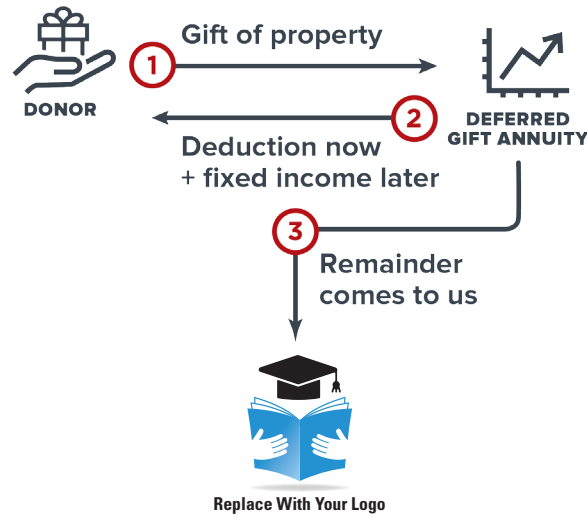 Gift of property
1
DONOR
2
DEFERRED
GIFT ANNUITY
Deduction now
+ fixed income later
3
Remainder
comes to us
Replace With Your Logo